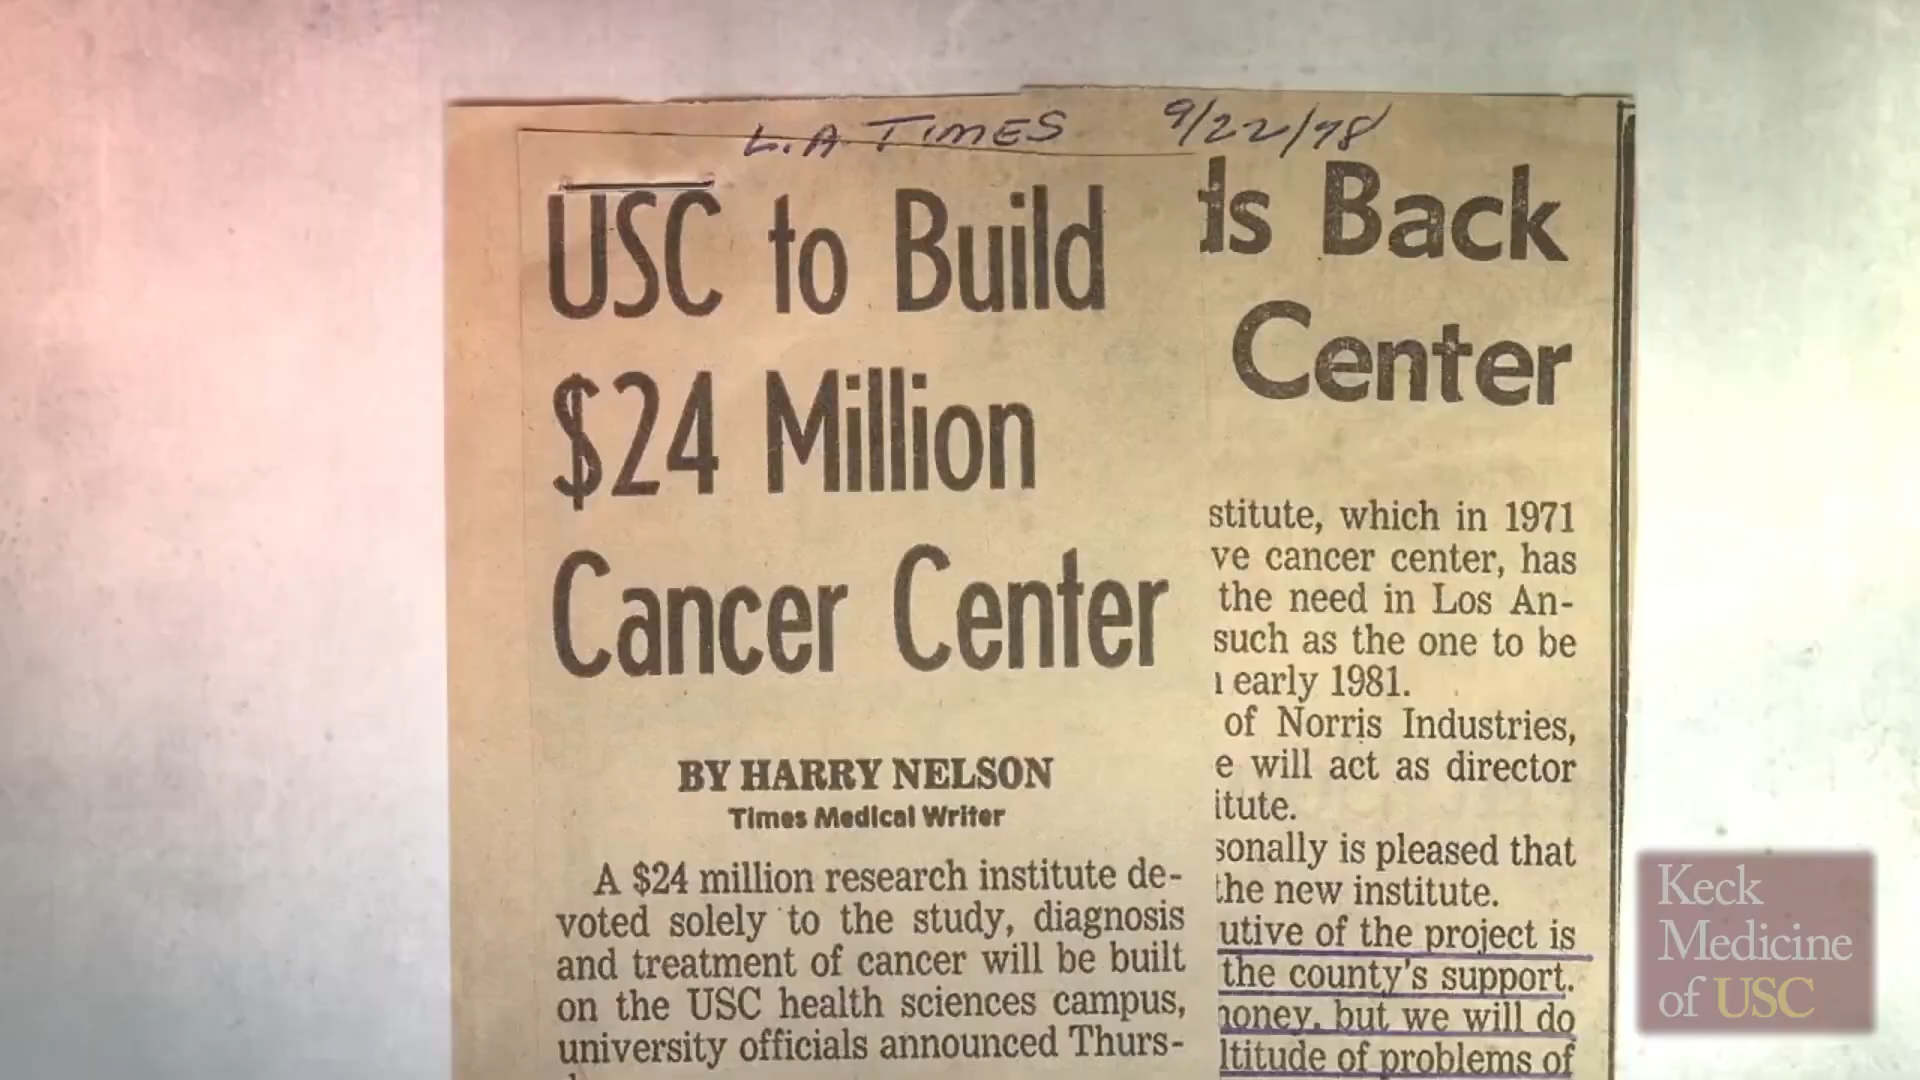 L.A TIMES 9/22/78
USC to Build
$24 Million
Cancer Center
BY HARRY NELSON
Times Medical Writer
A $24 million research institute de-
voted solely to the study, diagnosis
and treatment of cancer will be built
on the USC health sciences campus,
university officials announced Thurs-
ds Back
Center
stitute, which in 1971
ve cancer center, has
the need in Los An-
such as the one to be
early 1981.
of Norris Industries,
e will act as director
itute.
sonally is pleased that
the new institute.
utive of the project is
the county's support.
money, but we will do
ltitude of problems of
Keck
Medicine
of USC